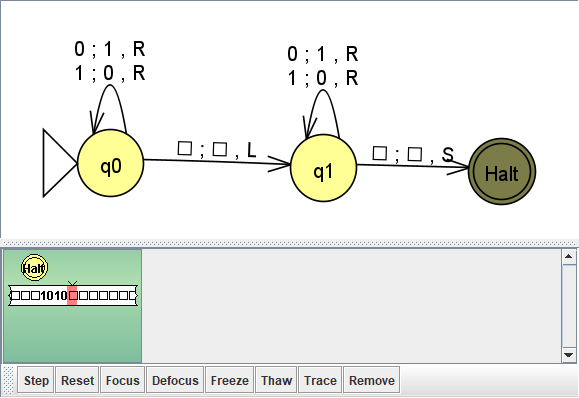 0 ; 1 , R
1 ; 0 , R
0 ; 1 , R
1 ; 0 , R
□ ; □ , L
□ ; □ , S
q0
q1
Halt
Halt
□□□1010□□□□□□
Step Reset Focus Defocus Freeze Thaw Trace Remove